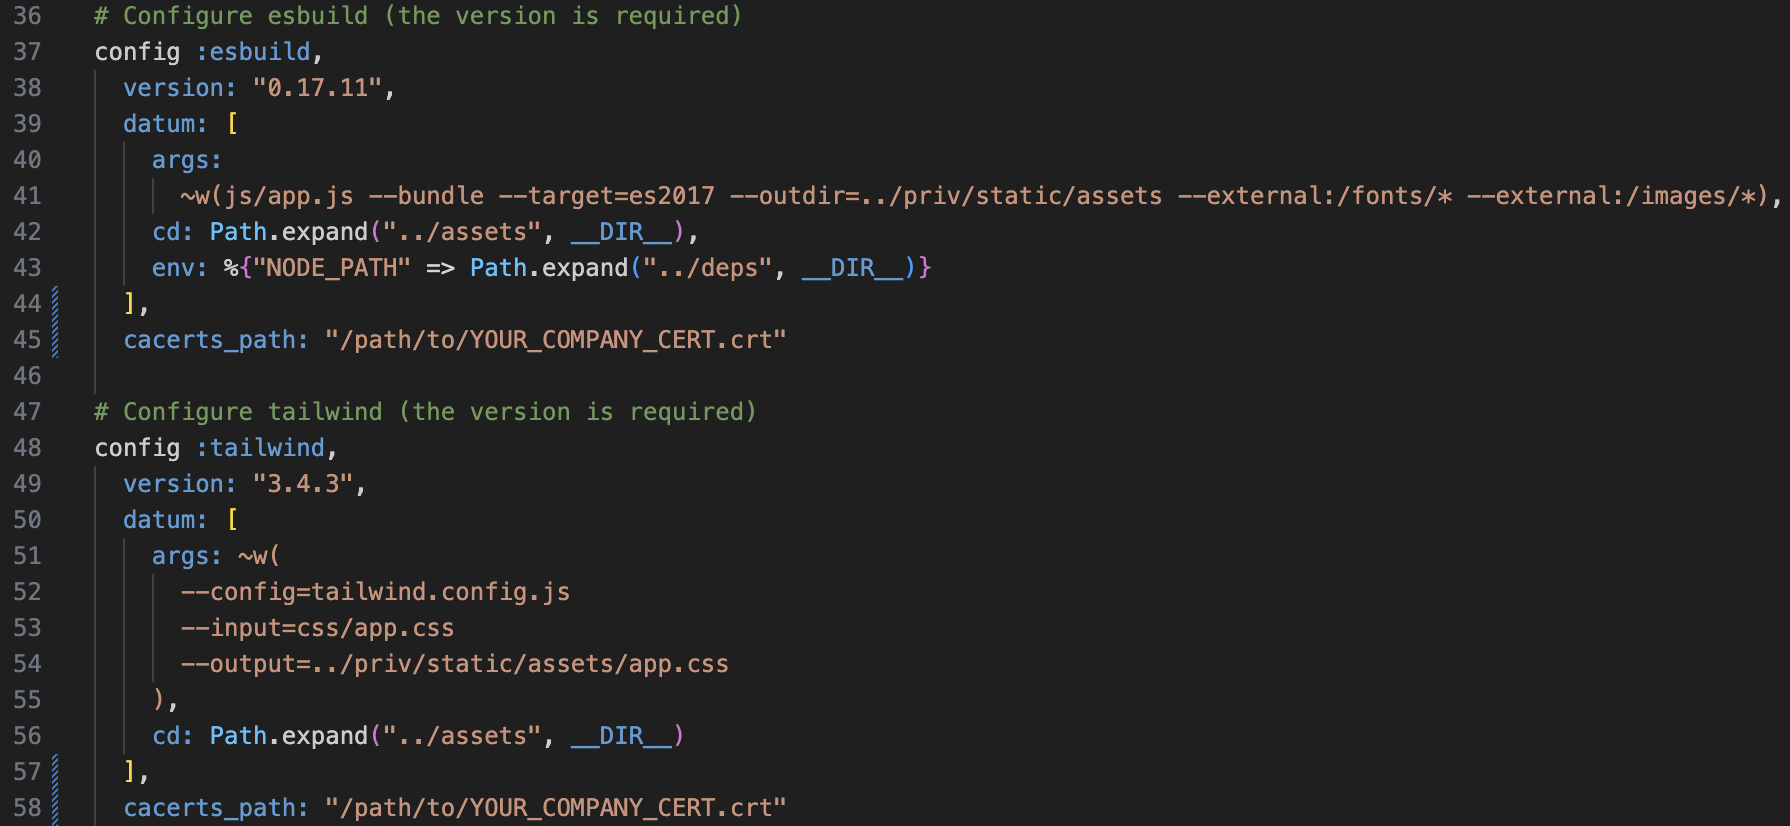 36 # Configure esbuild (the version is required)
37 config :esbuild,
38   version: "0.17.11",
39   datum: [
40     args:
41       ~w(js/app.js --bundle --target=es2017 --outdir=../priv/static/assets --external:/fonts/* --external:/images/*),
42     cd: Path.expand("../assets", __DIR__),
43     env: %{"NODE_PATH" => Path.expand("../deps", __DIR__)}
44   ],
45   cacerts_path: "/path/to/YOUR_COMPANY_CERT.crt"
46
47 # Configure tailwind (the version is required)
48 config :tailwind,
49   version: "3.4.3",
50   datum: [
51     args: ~w(
52       --config=tailwind.config.js
53       --input=css/app.css
54       --output=../priv/static/assets/app.css
55     ),
56     cd: Path.expand("../assets", __DIR__)
57   ],
58   cacerts_path: "/path/to/YOUR_COMPANY_CERT.crt"